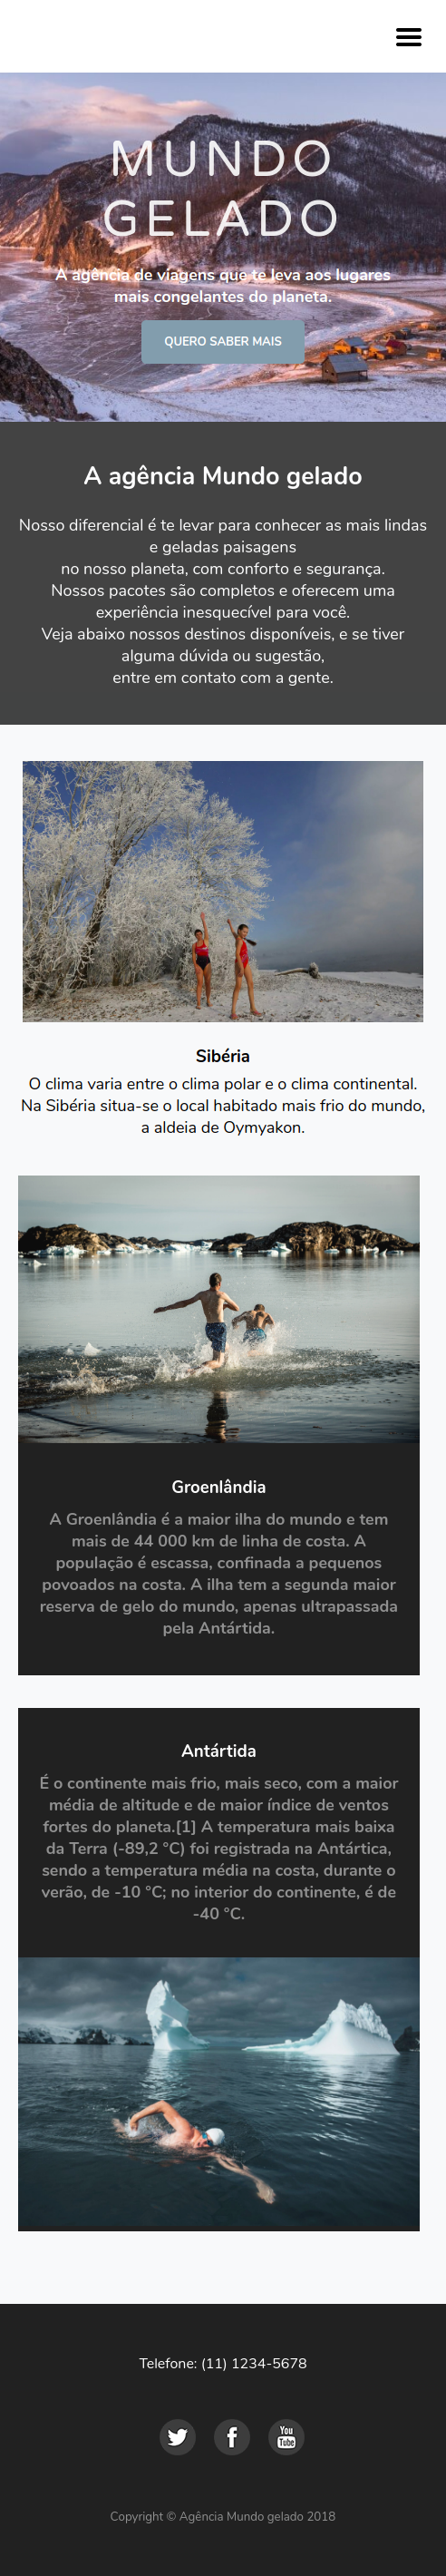 MUNDO
GELADO
A agência de viagens que te leva aos lugares
mais congelantes do planeta.
QUERO SABER MAIS
A agência Mundo gelado
Nosso diferencial é te levar para conhecer as mais lindas
e geladas paisagens
no nosso planeta, com conforto e segurança.
Nossos pacotes são completos e oferecem uma
experiência inesquecível para você.
Veja abaixo nossos destinos disponíveis, e se tiver
alguma dúvida ou sugestão,
entre em contato com a gente.
Sibéria
O clima varia entre o clima polar e o clima continental.
Na Sibéria situa-se o local habitado mais frio do mundo,
a aldeia de Oymyakon.
Groenlândia
A Groenlândia é a maior ilha do mundo e tem
mais de 44 000 km de linha de costa. A
população é escassa, confinada a pequenos
povoados na costa. A ilha tem a segunda maior
reserva de gelo do mundo, apenas ultrapassada
pela Antártida.
Antártida
É o continente mais frio, mais seco, com a maior
média de altitude e de maior índice de ventos
fortes do planeta.[1] A temperatura mais baixa
da Terra (-89,2 °C) foi registrada na Antártica,
sendo a temperatura média na costa, durante o
verão, de -10 °C; no interior do continente, é de
-40 °C.
Telefone: (11) 1234-5678
You
Tube
Copyright © Agência Mundo gelado 2018